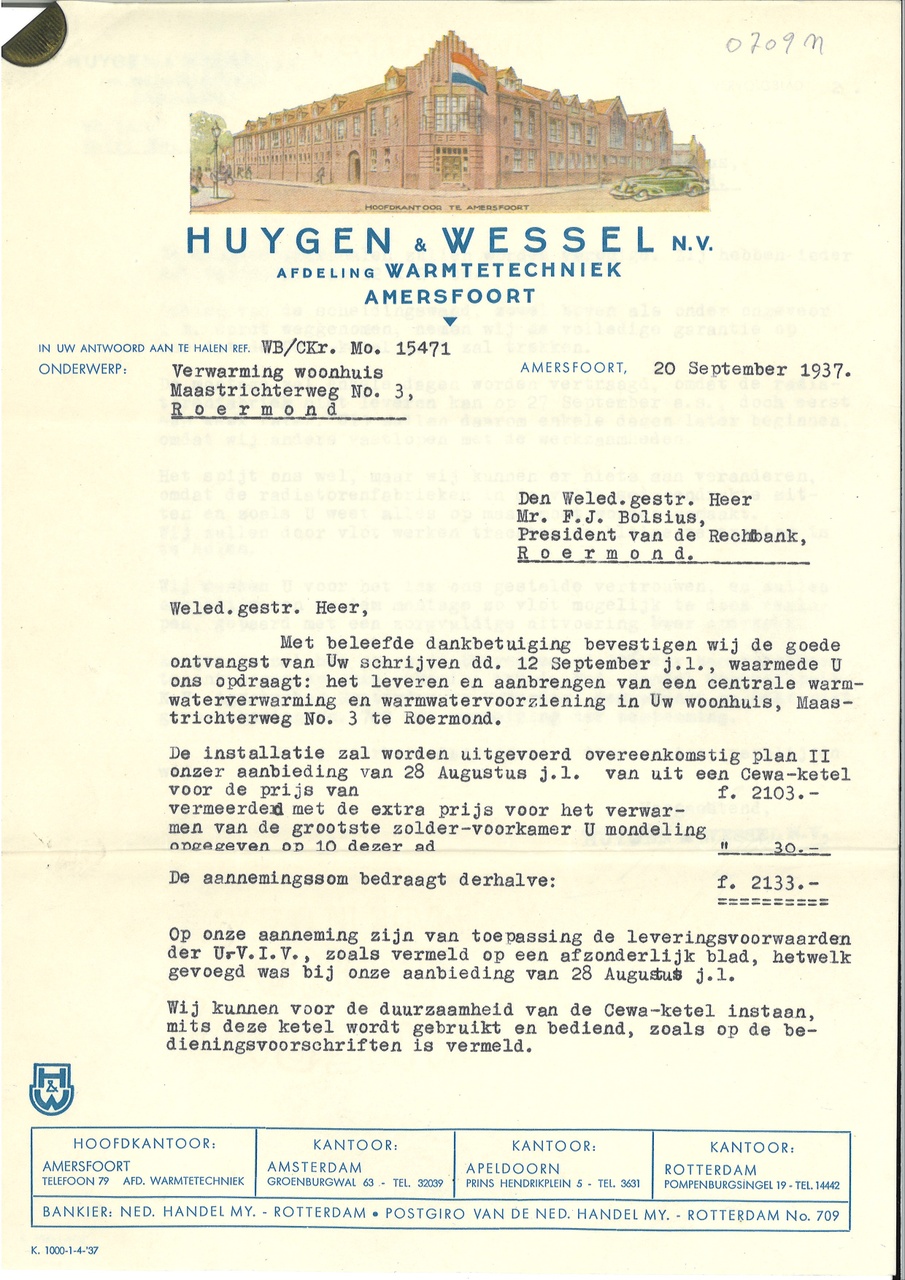 0709 n
HOOFDKANTOOR TE AMERSFOORT
HUYGEN & WESSEL N.V.
AFDELING WARMTETECHNIEK
AMERSFOORT
IN UW ANTWOORD AAN TE HALEN REF. WB/CKr. Mo. 15471
ONDERWERP: Verwarming woonhuis
Maastrichterweg No. 3,
Roermond
AMERSFOORT, 20 September 1937.
Den Weled.gestr. Heer
Mr. F.J. Bolsius,
President van de Rechtbank,
Roermond.
Weled.gestr. Heer,
Met beleefde dankbetuiging bevestigen wij de goede
ontvangst van Uw schrijven dd. 12 September j.l., waarmede U
ons opdraagt: het leveren en aanbrengen van een centrale warm-
waterverwarming en warmwatervoorziening in Uw woonhuis, Maas-
trichterweg No. 3 te Roermond.
De installatie zal worden uitgevoerd overeenkomstig plan II
onzer aanbieding van 28 Augustus j.l. van uit een Cewa-ketel
voor de prijs van f. 2103.-
vermeerderd met de extra prijs voor het verwar-
men van de grootste zolder-voorkamer U mondeling
opgegeven op 10 dezer ad " 30.-
De aannemingssom bedraagt derhalve: f. 2133.-
==========
Op onze aanneming zijn van toepassing de leveringsvoorwaarden
der U.V.I.V., zoals vermeld op een afzonderlijk blad, hetwelk
gevoegd was bij onze aanbieding van 28 Augustus j.l.
Wij kunnen voor de duurzaamheid van de Cewa-ketel instaan,
mits deze ketel wordt gebruikt en bediend, zoals op de be-
dieningsvoorschriften is vermeld.
H&W
HOOFDKANTOOR:
AMERSFOORT
TELEFOON 79 AFD. WARMTETECHNIEK
KANTOOR:
AMSTERDAM
GROENBURGWAL 63 - TEL. 32039
KANTOOR:
APELDOORN
PRINS HENDRIKPLEIN 5 - TEL. 3631
KANTOOR:
ROTTERDAM
POMPENBURGSINGEL 19 - TEL. 14442
BANKIER: NED. HANDEL MY. - ROTTERDAM • POSTGIRO VAN DE NED. HANDEL MY. - ROTTERDAM No. 709
K. 1000-1-4-'37